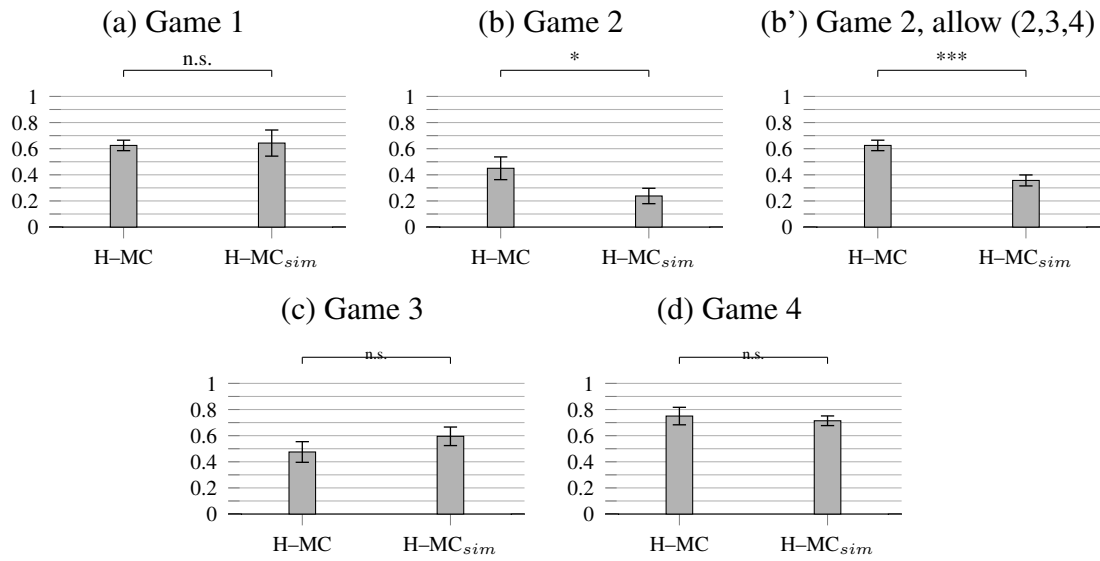 (a) Game 1
n.s.
1
0.8
0.6
0.4
0.2
0
H–MC
H–MCsim
(b) Game 2
*
1
0.8
0.6
0.4
0.2
0
H–MC
H–MCsim
(b') Game 2, allow (2,3,4)
***
1
0.8
0.6
0.4
0.2
0
H–MC
H–MCsim
(c) Game 3
n.s.
1
0.8
0.6
0.4
0.2
0
H–MC
H–MCsim
(d) Game 4
n.s.
1
0.8
0.6
0.4
0.2
0
H–MC
H–MCsim